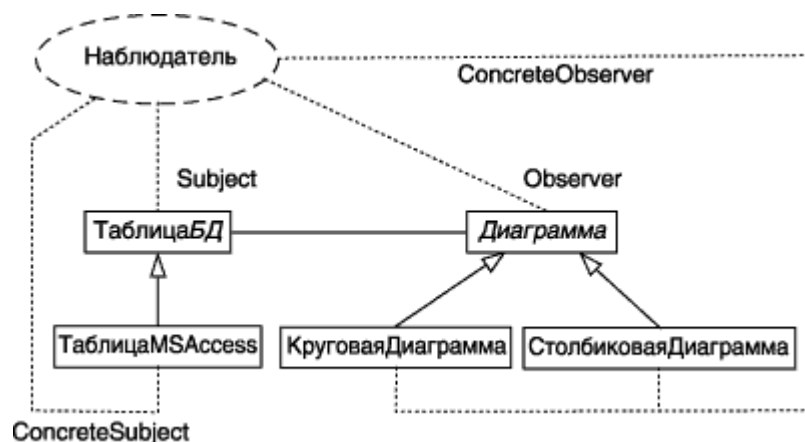 Наблюдатель
ConcreteObserver
Subject
Observer
ТаблицаБД
Диаграмма
ТаблицаMSAccess
КруговаяДиаграмма
СтолбиковаяДиаграмма
ConcreteSubject